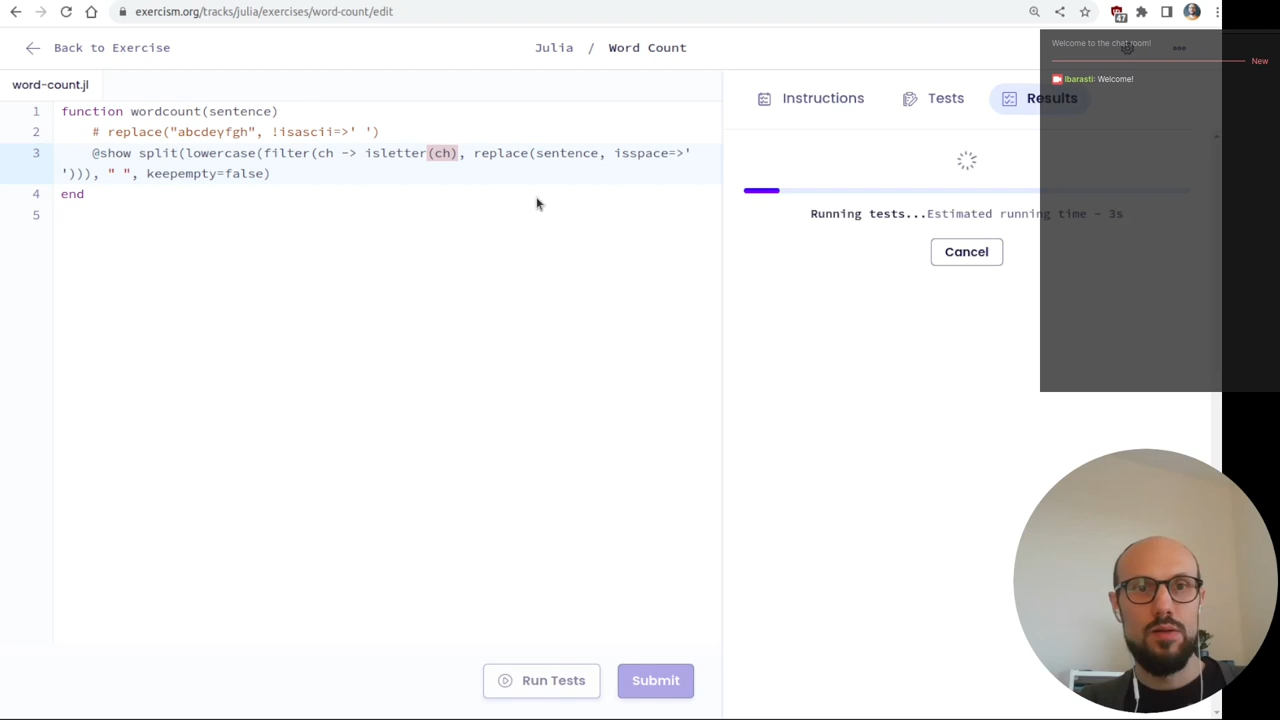 exercism.org/tracks/julia/exercises/word-count/edit
47
Back to Exercise
Julia / Word Count
Welcome to the chat room!
New
lbarasti: Welcome!
word-count.jl
Instructions
Tests
Results
1 function wordcount(sentence)
2 # replace("abcdeγfgh", !isascii=>' ')
3 @show split(lowercase(filter(ch -> isletter(ch), replace(sentence, isspace=>'
'))), " ", keepempty=false)
4 end
5
Running tests...Estimated running time ~ 3s
Cancel
Run Tests
Submit